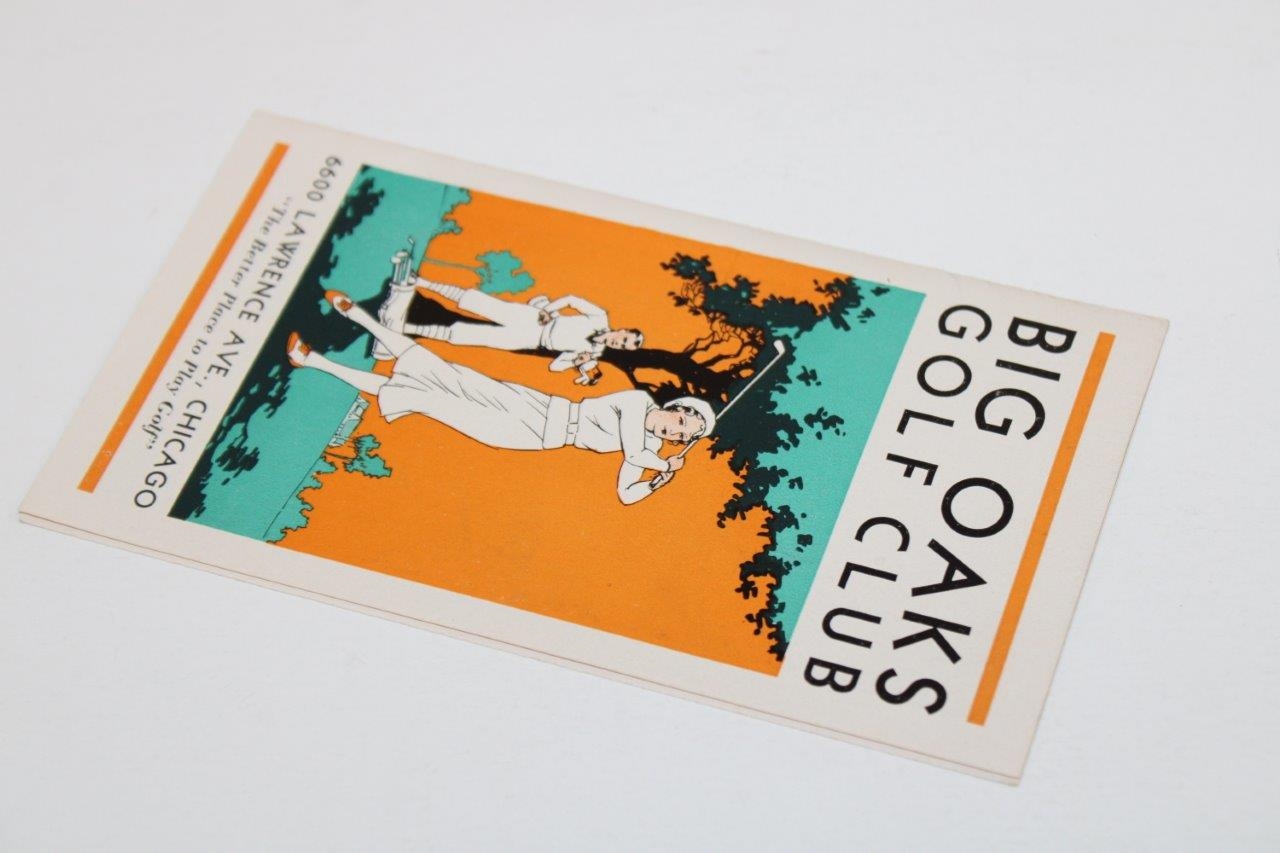 BIG OAKS
GOLF CLUB
6600 LAWRENCE AVE., CHICAGO
"The Better Place to Play Golf"